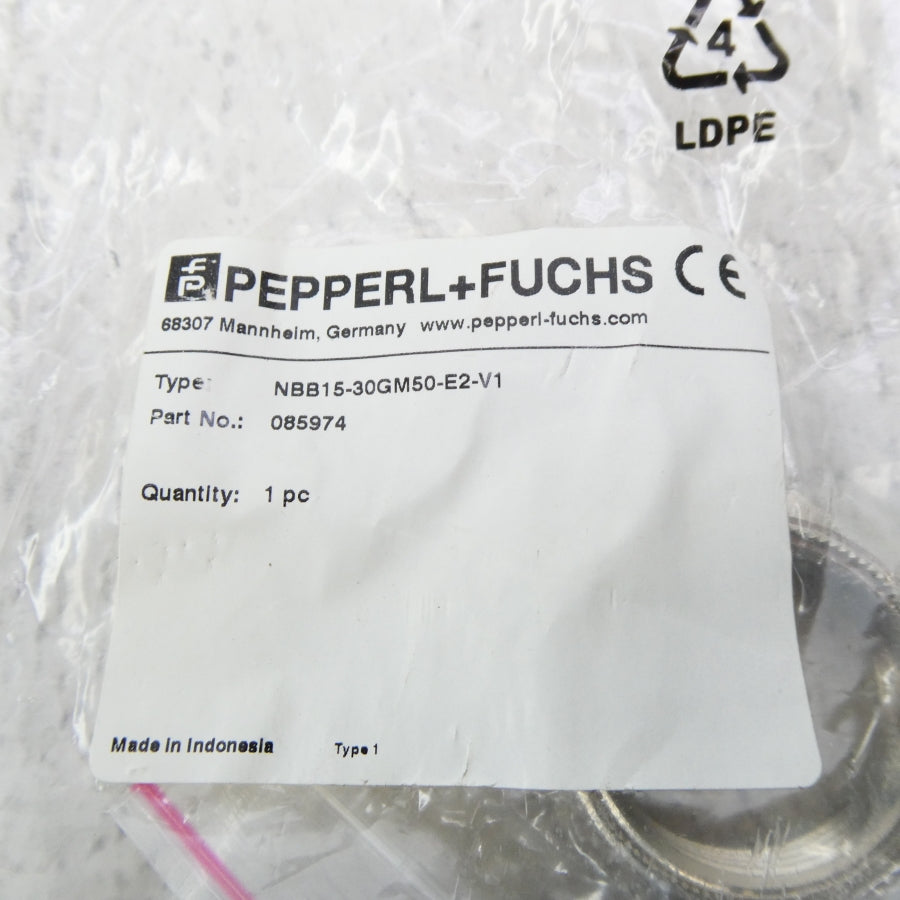 4
LDPE
PEPPERL+FUCHS CE
68307 Mannheim, Germany www.pepperl-fuchs.com
Type: NBB15-30GM50-E2-V1
Part No.: 085974
Quantity: 1 pc
Made in Indonesia Type 1